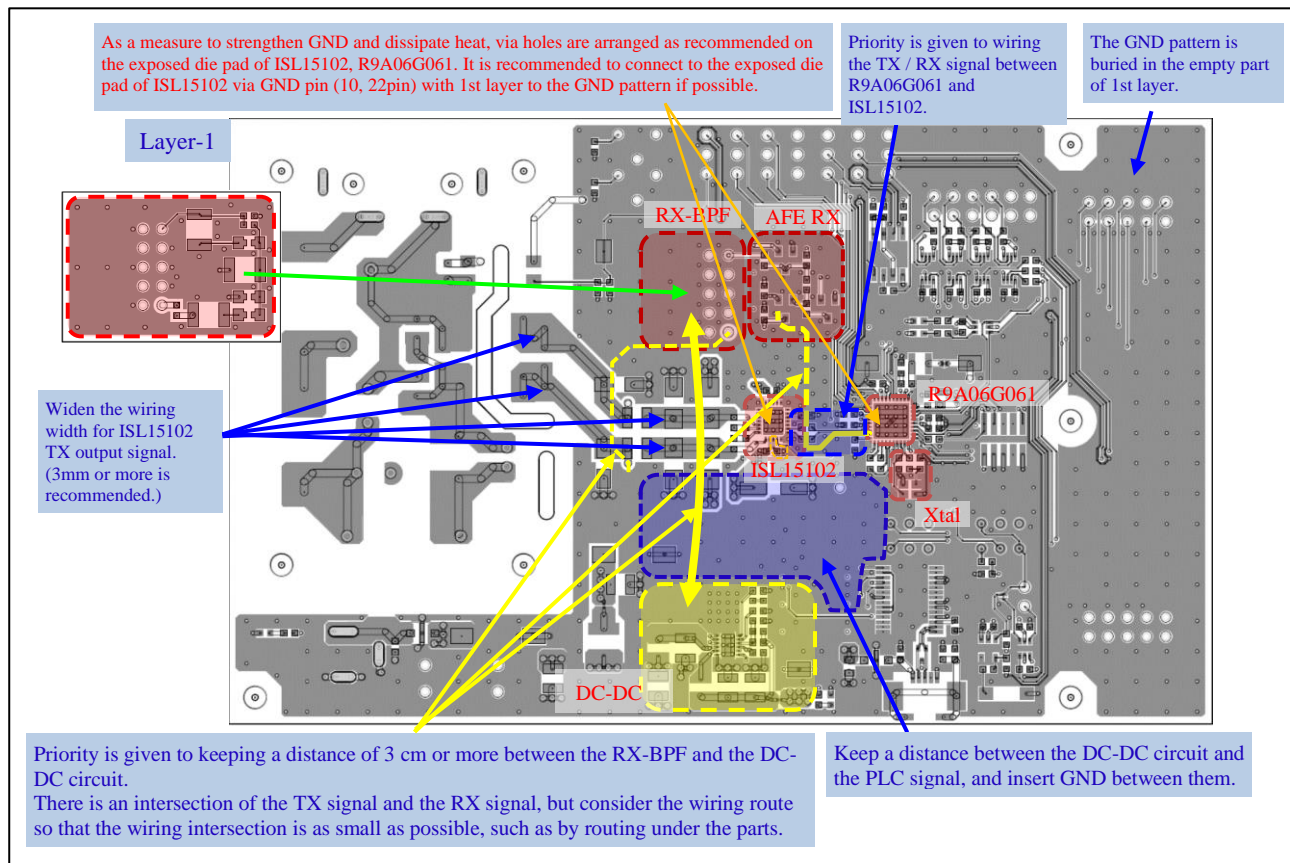 As a measure to strengthen GND and dissipate heat, via holes are arranged as recommended on
the exposed die pad of ISL15102, R9A06G061. It is recommended to connect to the exposed die
pad of ISL15102 via GND pin (10, 22pin) with 1st layer to the GND pattern if possible.
Priority is given to wiring
the TX / RX signal between
R9A06G061 and
ISL15102.
The GND pattern is
buried in the empty part
of 1st layer.
Layer-1
RX-BPF
AFE RX
R9A06G061
ISL15102
Xtal
Widen the wiring
width for ISL15102
TX output signal.
(3mm or more is
recommended.)
DC-DC
Priority is given to keeping a distance of 3 cm or more between the RX-BPF and the DC-
DC circuit.
There is an intersection of the TX signal and the RX signal, but consider the wiring route
so that the wiring intersection is as small as possible, such as by routing under the parts.
Keep a distance between the DC-DC circuit and
the PLC signal, and insert GND between them.